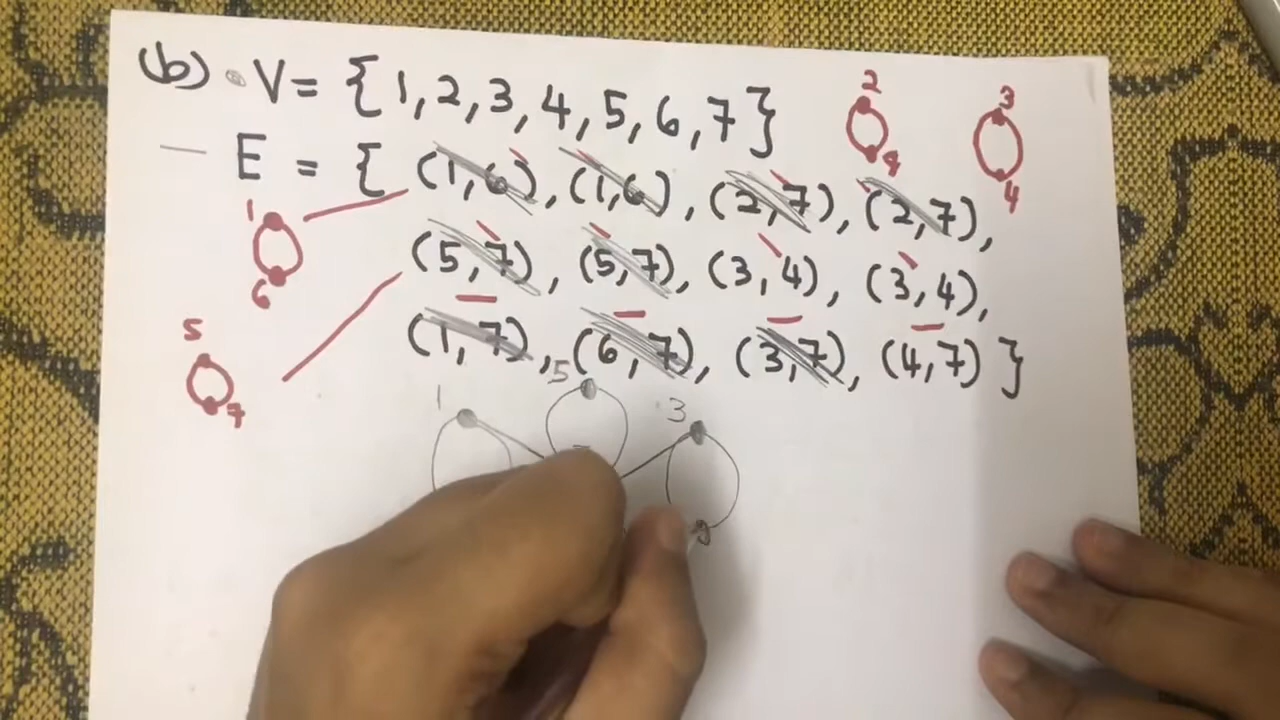 (b) V = {1, 2, 3, 4, 5, 6, 7}
E = { (1,6), (1,6), (2,7), (2,7),
(5,7), (5,7), (3,4), (3,4),
(1,7), (6,7), (3,7), (4,7) }
2
3
4
1
6
5
7
5
1
3